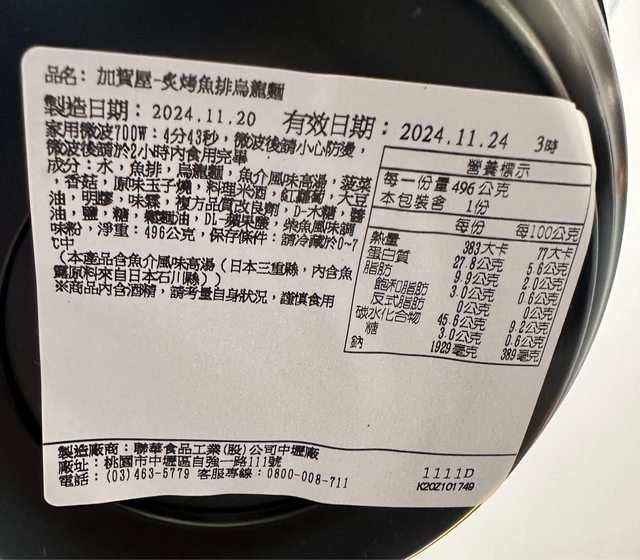 品名: 加賀屋-炙烤魚排烏龍麵
製造日期：2024.11.20 有效日期：2024.11.24 3時
家用微波700W：4分43秒，微波後請小心防燙，
微波後請於2小時內食用完畢
成分：水，魚排，烏龍麵，魚介風味高湯，菠菜
，香菇，原味玉子燒，料理米酒，紅蘿蔔，大豆
油，明膠，味霖，複方品質改良劑，D-木糖，醬
油，鹽，糖，橄欖油，DL-蘋果酸，柴魚風味調
味粉，淨重：496公克，保存條件：請冷藏於0~7
℃中
（本產品含魚介風味高湯（日本三重縣，內含魚
露原料來自日本石川縣））
※商品內含酒精，請考量自身狀況，謹慎食用
營養標示
每一份量 496 公克
本包裝含 1份
每份 每100公克
熱量 383大卡 77大卡
蛋白質 27.8公克 5.6公克
脂肪 9.9公克 2.0公克
飽和脂肪 3.0公克 0.6公克
反式脂肪 0公克 0公克
碳水化合物 45.6公克 9.2公克
糖 3.0公克 0.6公克
鈉 1929毫克 389毫克
製造廠商：聯華食品工業(股)公司中壢廠
廠址：桃園市中壢區自強一路111號
電話：(03)463-5779 客服專線：0800-008-711
1111D
K20Z101749